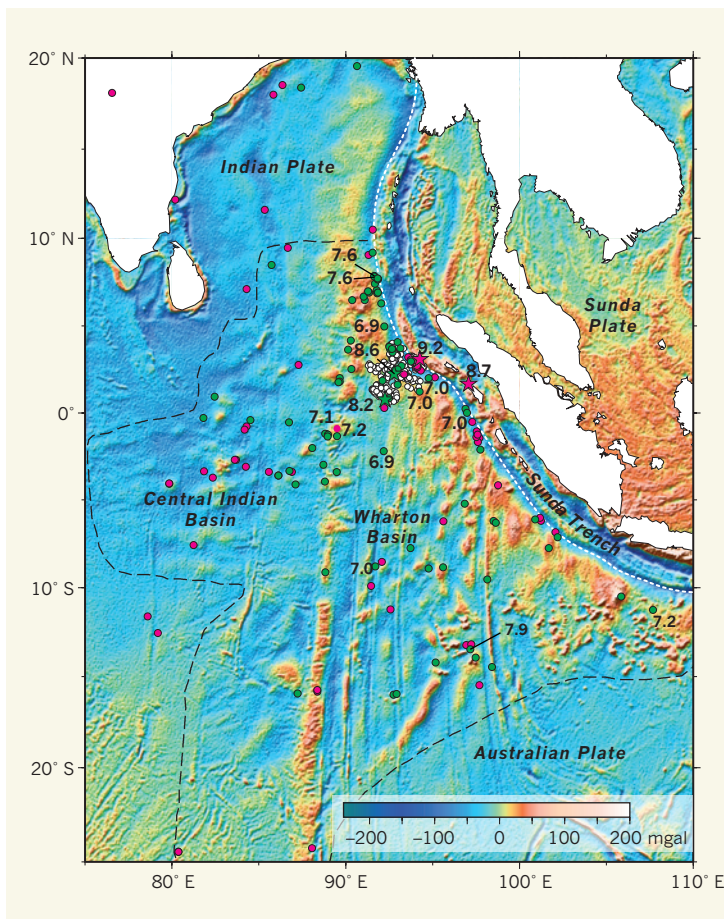 20° N
Indian Plate
10° N
7.6
7.6
Sunda
Plate
6.9
8.6
9.2
8.7
7.0
0°
8.2
7.0
7.1
7.2
7.0
6.9
Central Indian
Basin
Sunda Trench
Wharton
Basin
7.0
10° S
7.2
7.9
Australian Plate
20° S
−200
−100
0
100
200 mgal
80° E
90° E
100° E
110° E